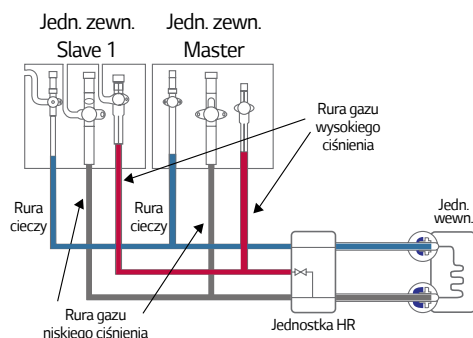 Jedn. zewn.
Slave 1
Jedn. zewn.
Master
Rura gazu
wysokiego
ciśnienia
Rura
cieczy
Rura
cieczy
Jedn.
wewn.
Rura gazu
niskiego ciśnienia
Jednostka HR